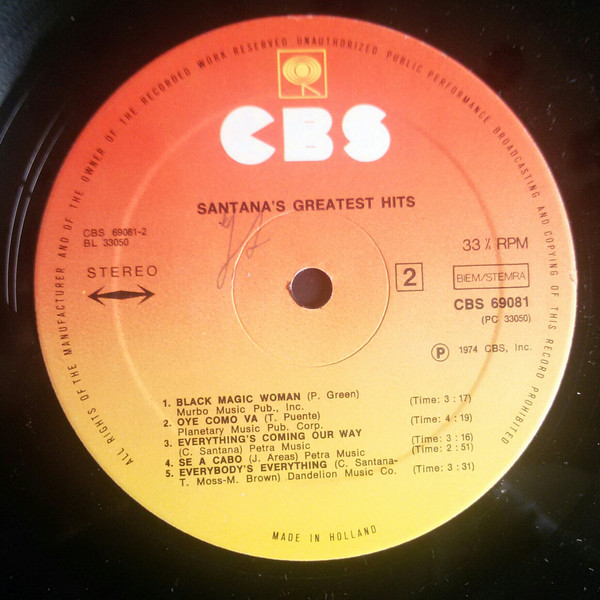 ALL RIGHTS OF THE MANUFACTURER AND OF THE OWNER OF THE RECORDED WORK RESERVED UNAUTHORIZED PUBLIC PERFORMANCE BROADCASTING AND COPYING OF THIS RECORD PROHIBITED
CBS
SANTANA'S GREATEST HITS
CBS 69081-2
BL 33050
STEREO
33⅓ RPM
2
BIEM/STEMRA
CBS 69081
(PC 33050)
Ⓟ 1974 CBS, Inc.
1. BLACK MAGIC WOMAN (P. Green) (Time: 3 : 17)
Murbo Music Pub., Inc.
2. OYE COMO VA (T. Puente) (Time: 4 : 19)
Planetary Music Pub. Corp.
3. EVERYTHING'S COMING OUR WAY (Time: 3 : 16)
(C. Santana) Petra Music
4. SE A CABO (J. Areas) Petra Music (Time: 2 : 51)
5. EVERYBODY'S EVERYTHING (C. Santana-
T. Moss-M. Brown) Dandelion Music Co. (Time: 3 : 31)
MADE IN HOLLAND